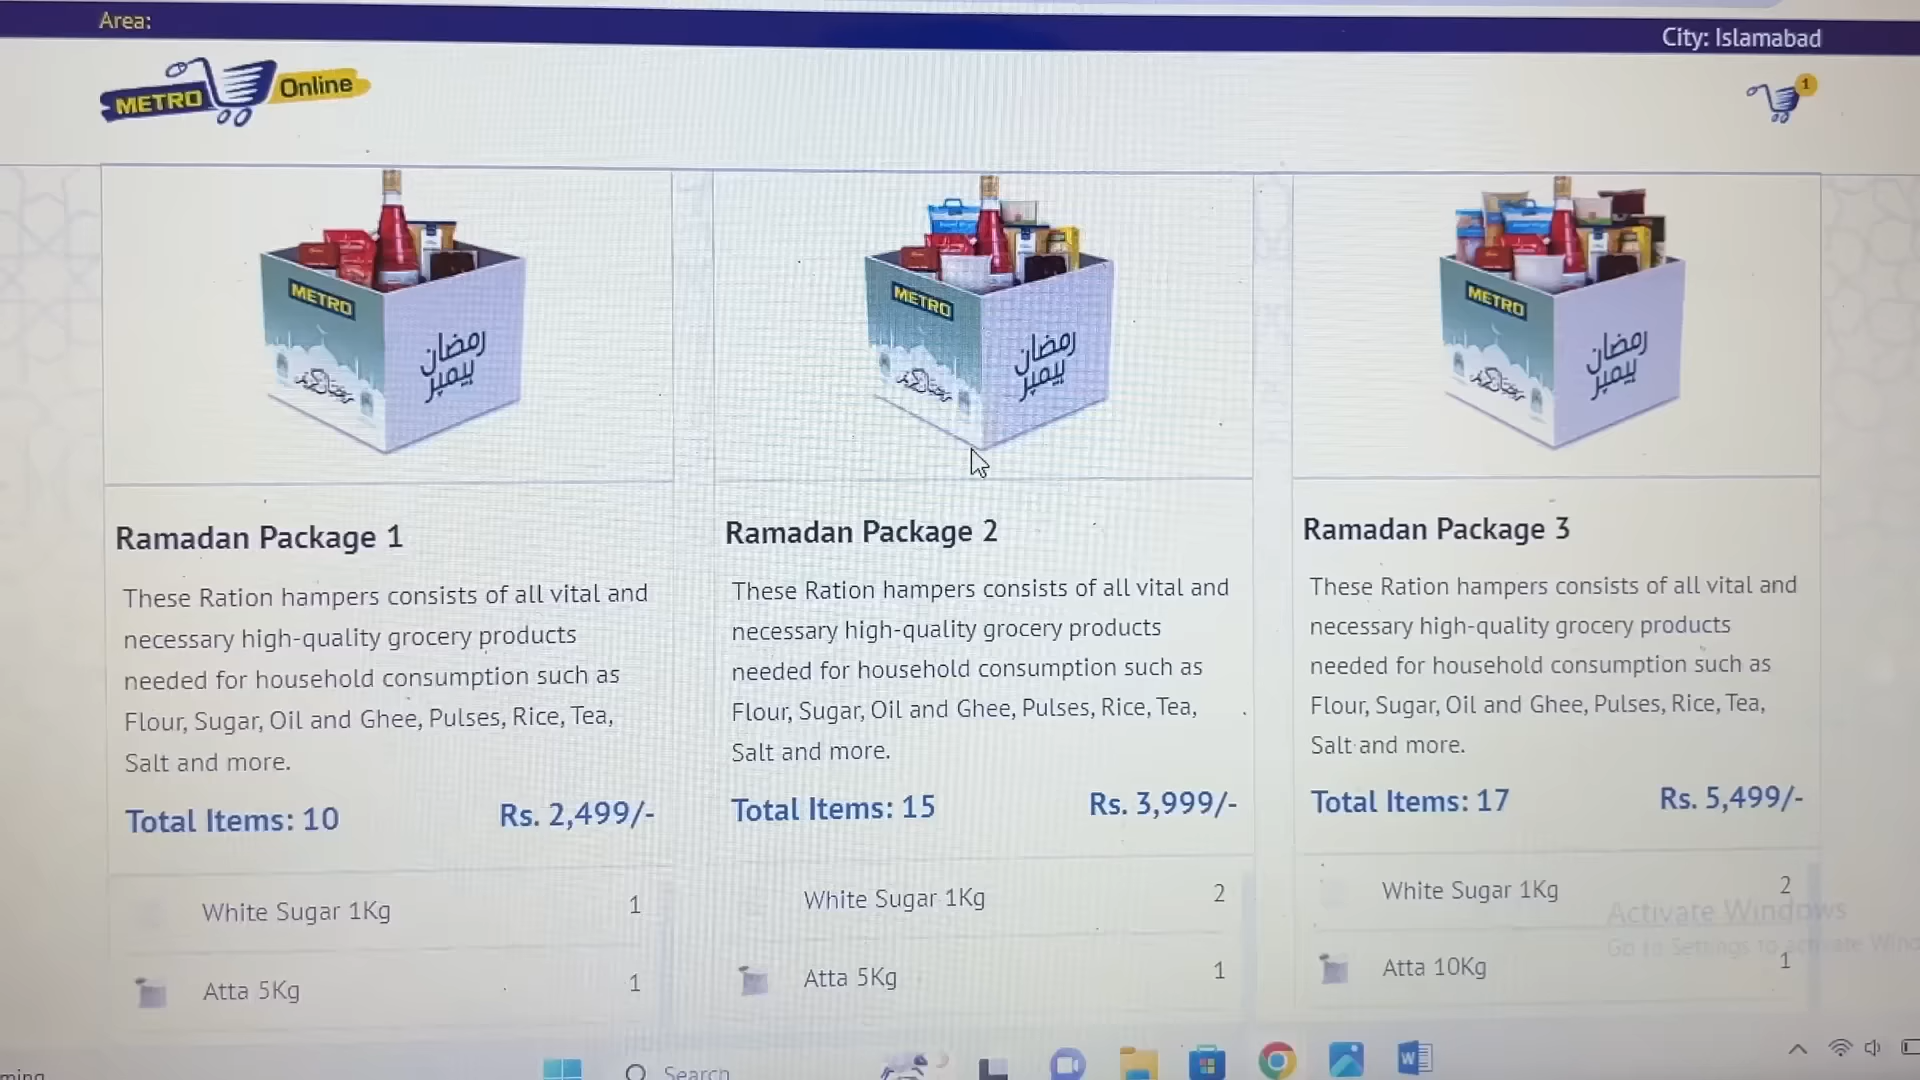 Area:
City: Islamabad
METRO Online
1
METRO
رمضان
پیمبر
METRO
رمضان
پیمبر
METRO
رمضان
پیمبر
Ramadan Package 1
These Ration hampers consists of all vital and
necessary high-quality grocery products
needed for household consumption such as
Flour, Sugar, Oil and Ghee, Pulses, Rice, Tea,
Salt and more.
Total Items: 10 Rs. 2,499/-
White Sugar 1Kg 1
Atta 5Kg 1
Ramadan Package 2
These Ration hampers consists of all vital and
necessary high-quality grocery products
needed for household consumption such as
Flour, Sugar, Oil and Ghee, Pulses, Rice, Tea,
Salt and more.
Total Items: 15 Rs. 3,999/-
White Sugar 1Kg 2
Atta 5Kg 1
Ramadan Package 3
These Ration hampers consists of all vital and
necessary high-quality grocery products
needed for household consumption such as
Flour, Sugar, Oil and Ghee, Pulses, Rice, Tea,
Salt and more.
Total Items: 17 Rs. 5,499/-
White Sugar 1Kg 2
Atta 10Kg 1
Activate Windows
Go to Settings to activate Wind
Search
W